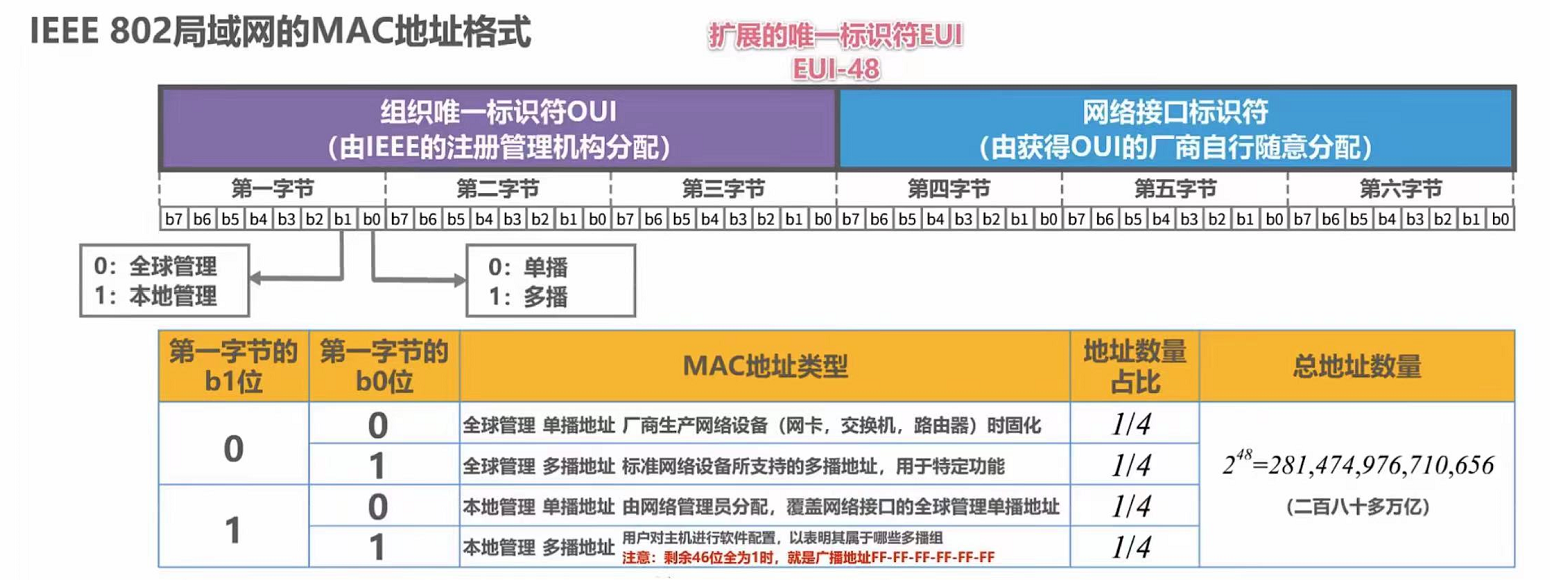 IEEE 802局域网的MAC地址格式
扩展的唯一标识符EUI
EUI-48
组织唯一标识符OUI
(由IEEE的注册管理机构分配)
网络接口标识符
(由获得OUI的厂商自行随意分配)
第一字节 第二字节 第三字节 第四字节 第五字节 第六字节
b7 b6 b5 b4 b3 b2 b1 b0 b7 b6 b5 b4 b3 b2 b1 b0 b7 b6 b5 b4 b3 b2 b1 b0 b7 b6 b5 b4 b3 b2 b1 b0 b7 b6 b5 b4 b3 b2 b1 b0 b7 b6 b5 b4 b3 b2 b1 b0
0：全球管理
1：本地管理
0：单播
1：多播
第一字节的
b1位
第一字节的
b0位
MAC地址类型
地址数量
占比
总地址数量
0
0
全球管理 单播地址 厂商生产网络设备（网卡，交换机，路由器）时固化
1/4
1
全球管理 多播地址 标准网络设备所支持的多播地址，用于特定功能
1/4
1
0
本地管理 单播地址 由网络管理员分配，覆盖网络接口的全球管理单播地址
1/4
1
本地管理 多播地址
用户对主机进行软件配置，以表明其属于哪些多播组
注意：剩余46位全为1时，就是广播地址FF-FF-FF-FF-FF-FF
1/4
2^48=281,474,976,710,656
(二百八十多万亿)